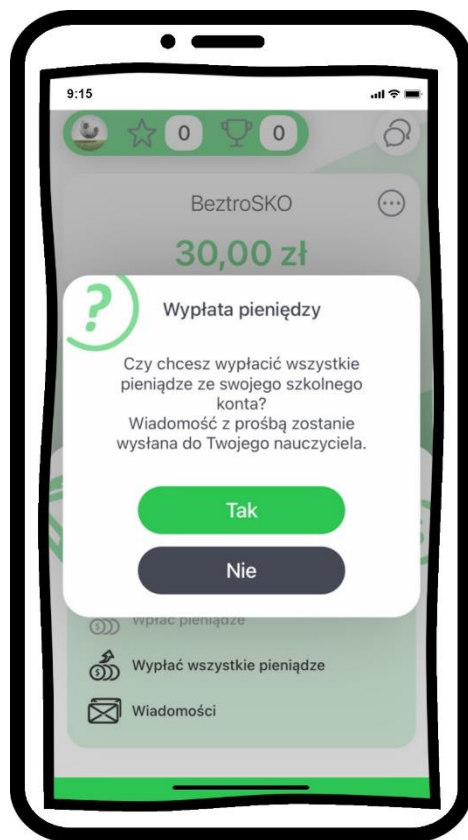 9:15
0 0
BeztroSKO
30,00 zł
?
Wypłata pieniędzy
Czy chcesz wypłacić wszystkie
pieniądze ze swojego szkolnego
konta?
Wiadomość z prośbą zostanie
wysłana do Twojego nauczyciela.
Tak
Nie
Wpłać pieniądze
Wypłać wszystkie pieniądze
Wiadomości